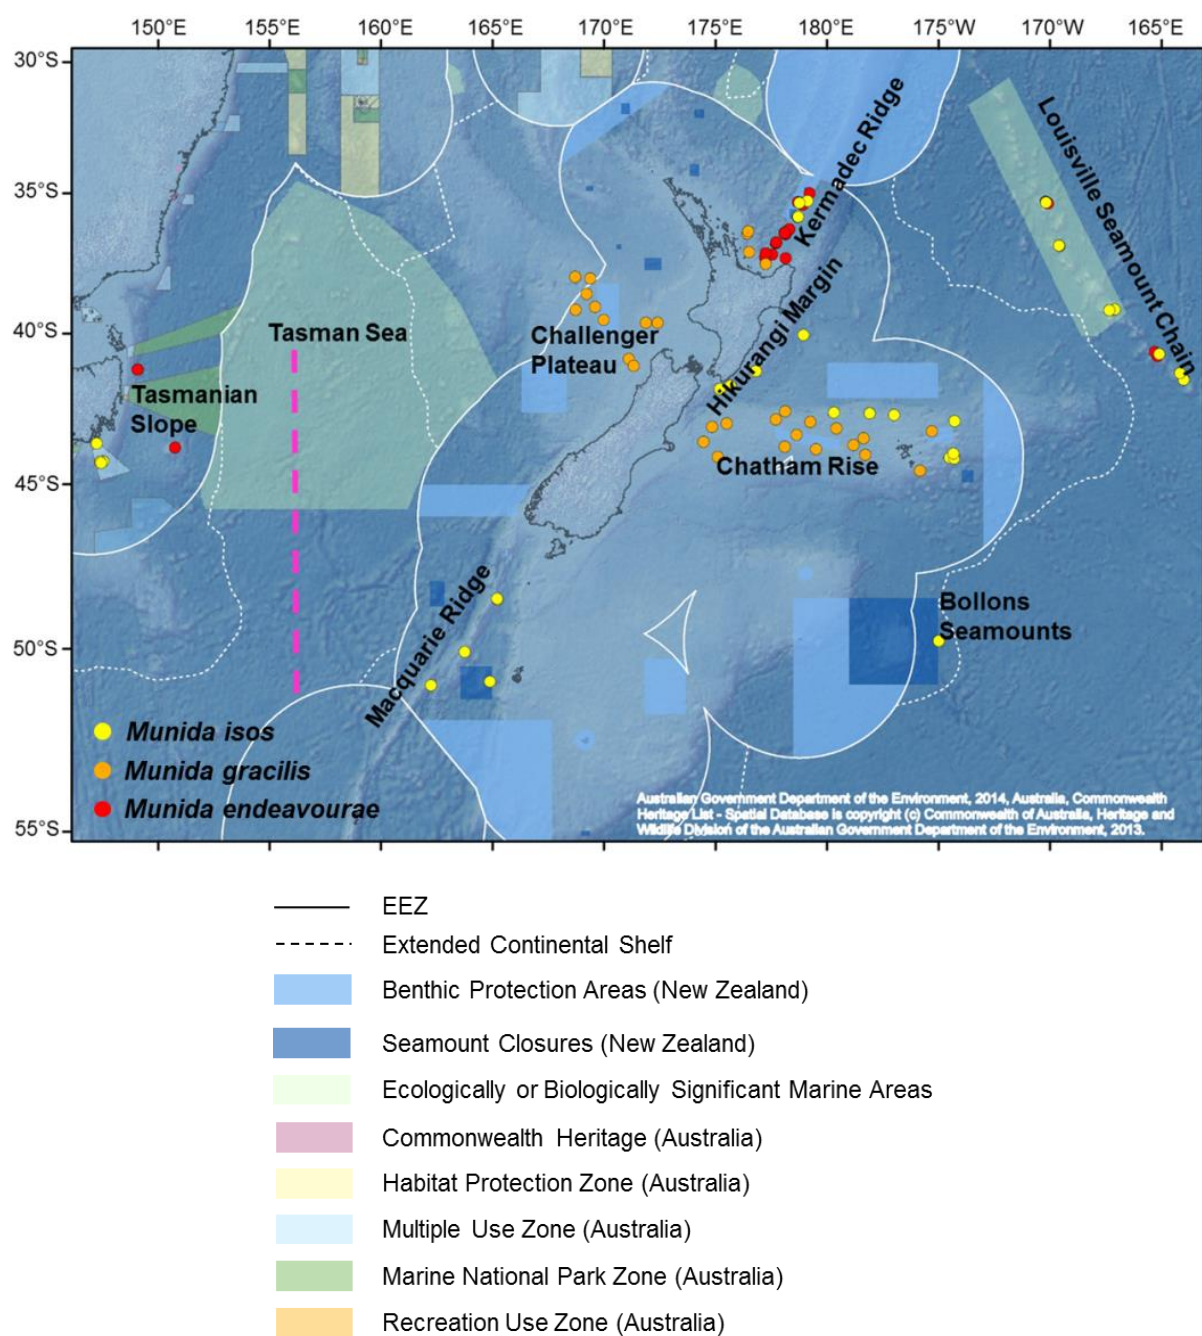 150°E 155°E 160°E 165°E 170°E 175°E 180°E 175°E 170°W 165°E
30°S
35°S
40°S
45°S
50°S
55°S
Kermadec Ridge
Louisville Seamount Chain
Hikurangi Margin
Tasman Sea
Challenger
Plateau
Tasmanian
Slope
Chatham Rise
Macquarie Ridge
Bollons
Seamounts
Munida isos
Munida gracilis
Munida endeavourae
Australian Government Department of the Environment, 2014, Australia, Commonwealth
Heritage List - Spatial Database is copyright (c) Commonwealth of Australia, Heritage and
Wildlife Division of the Australian Government Department of the Environment, 2013.
EEZ
Extended Continental Shelf
Benthic Protection Areas (New Zealand)
Seamount Closures (New Zealand)
Ecologically or Biologically Significant Marine Areas
Commonwealth Heritage (Australia)
Habitat Protection Zone (Australia)
Multiple Use Zone (Australia)
Marine National Park Zone (Australia)
Recreation Use Zone (Australia)